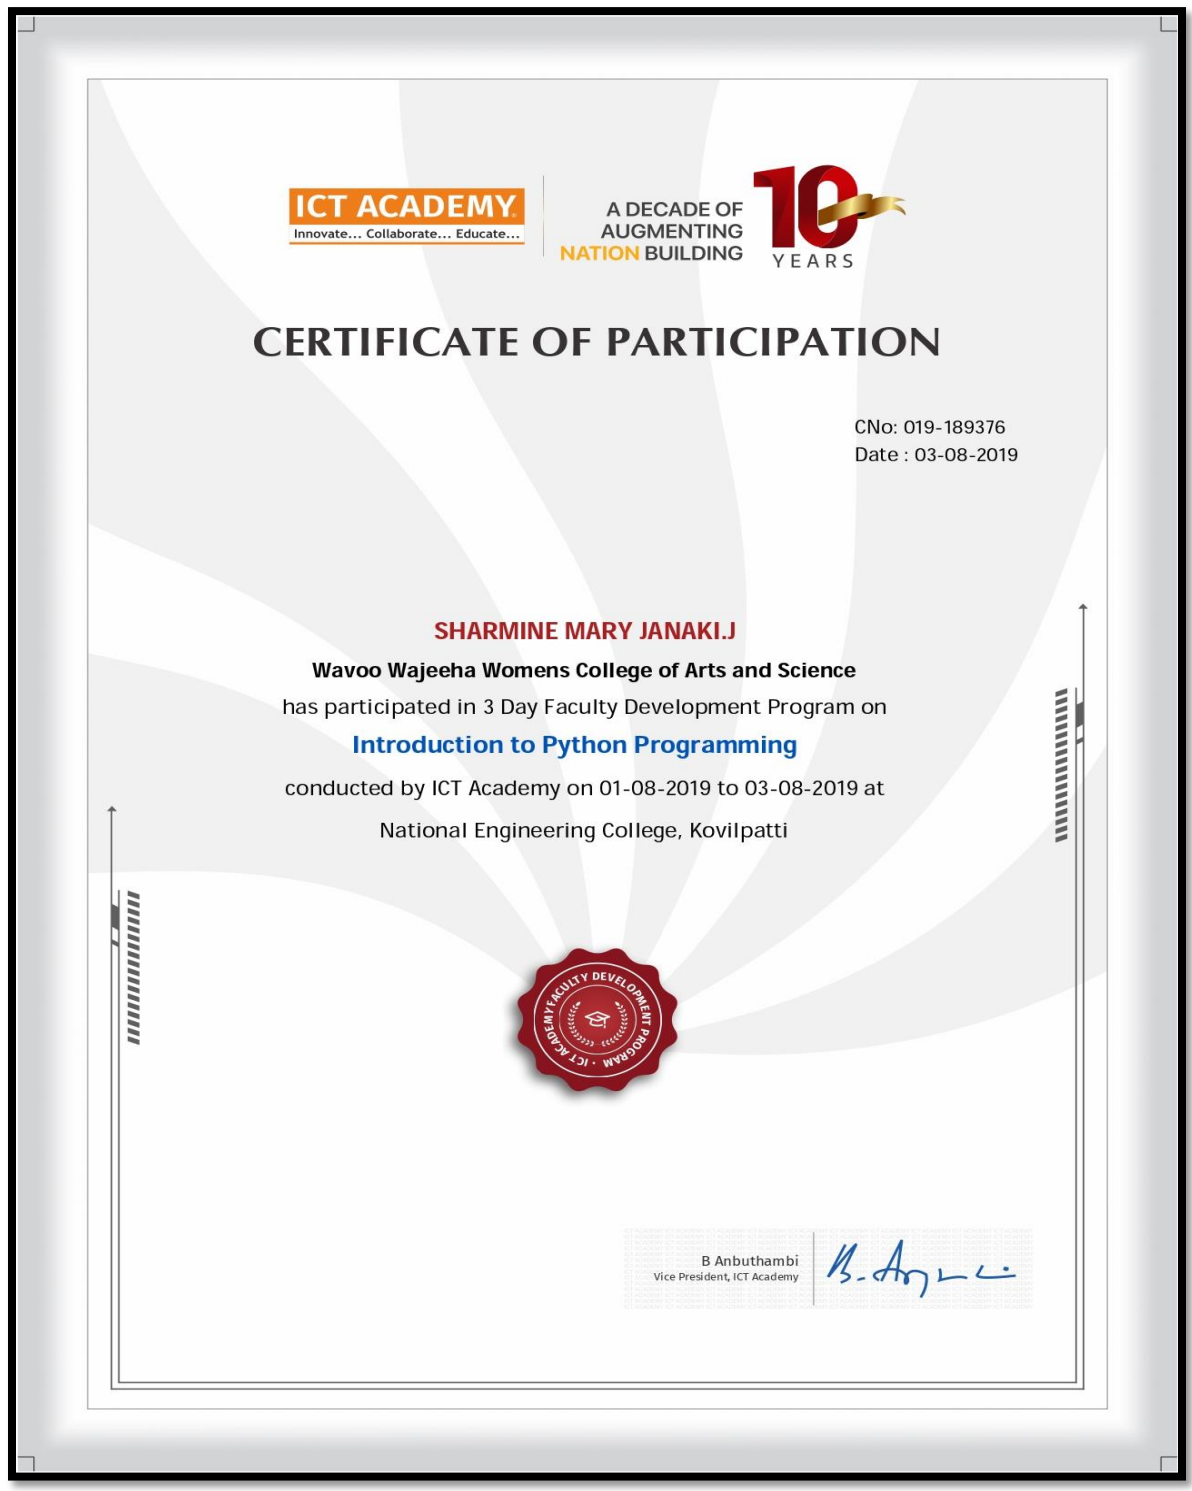 ICT ACADEMY
Innovate... Collaborate... Educate...
A DECADE OF
AUGMENTING
NATION BUILDING
10
YEARS
CERTIFICATE OF PARTICIPATION
CNo: 019-189376
Date : 03-08-2019
SHARMINE MARY JANAKI.J
Wavoo Wajeeha Womens College of Arts and Science
has participated in 3 Day Faculty Development Program on
Introduction to Python Programming
conducted by ICT Academy on 01-08-2019 to 03-08-2019 at
National Engineering College, Kovilpatti
FACULTY DEVELOPMENT PROGRAM · ICT ACADEMY
B Anbuthambi
Vice President, ICT Academy